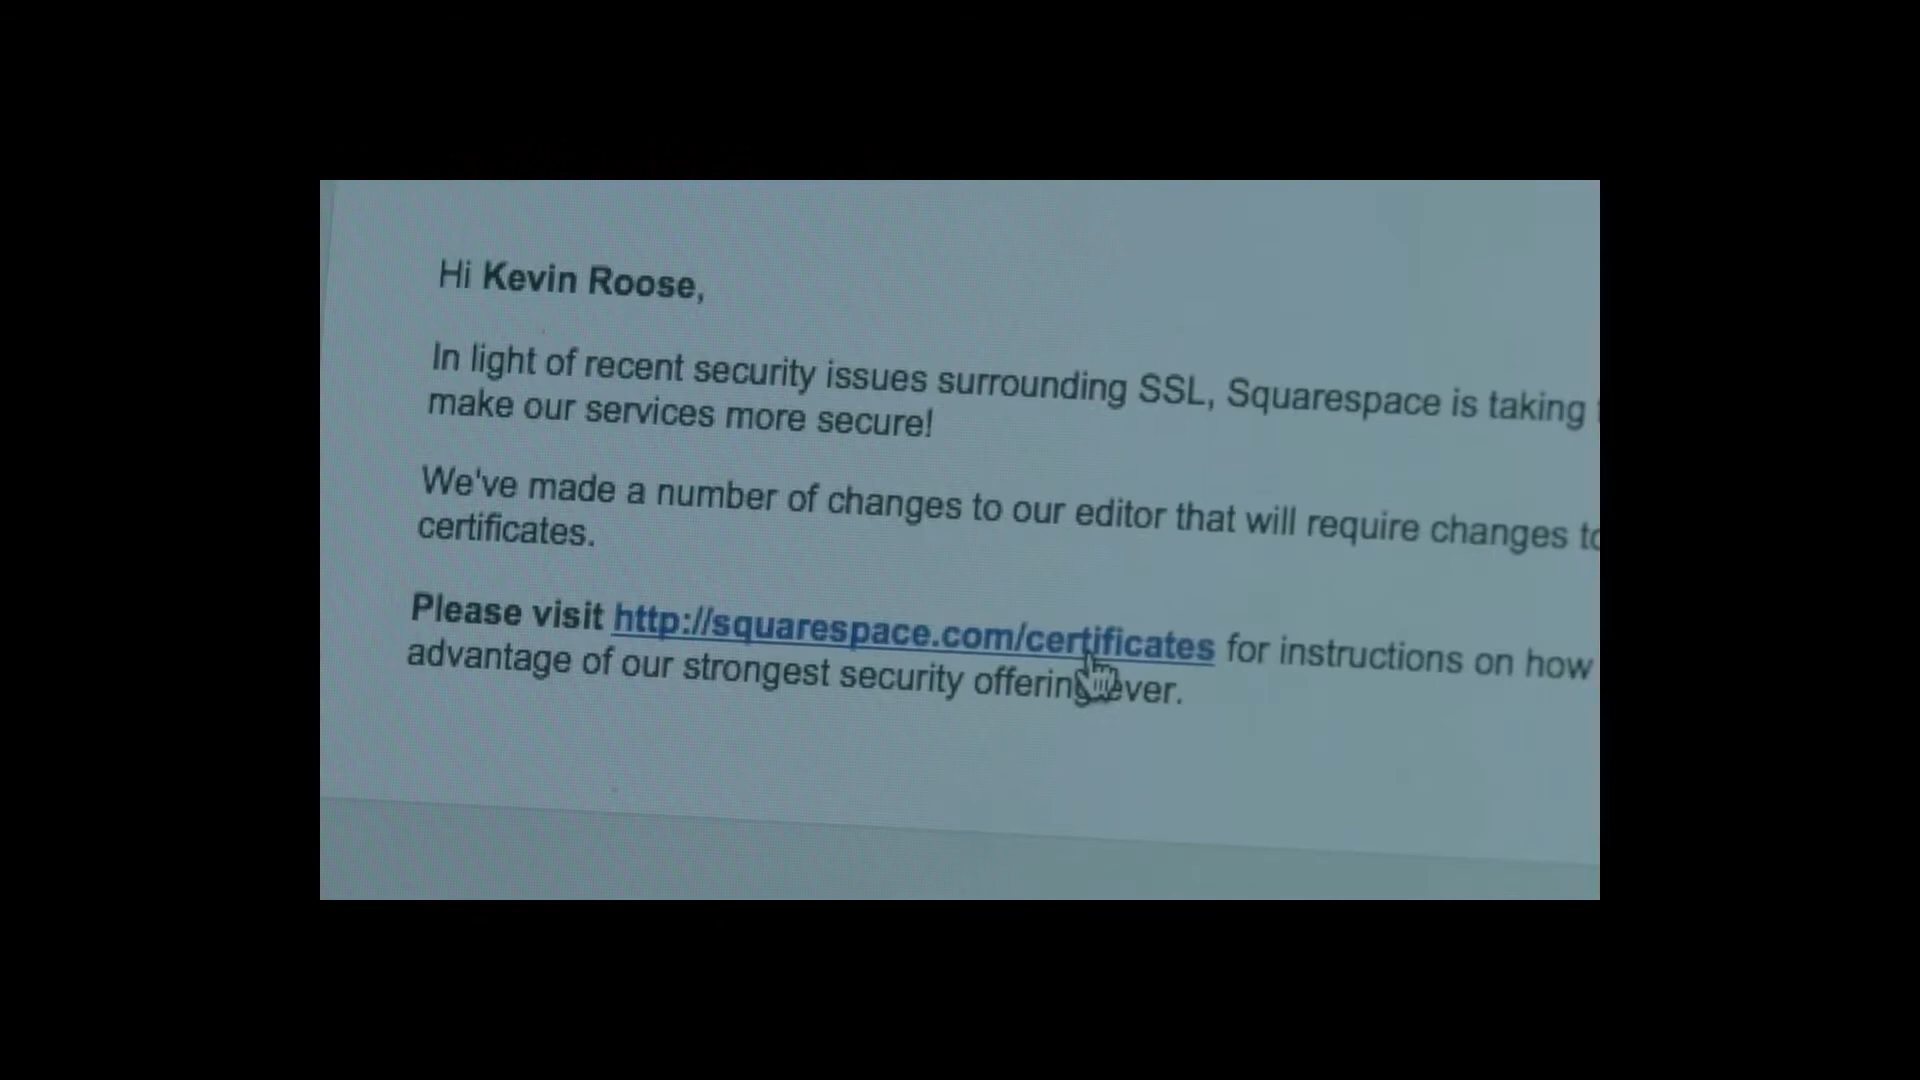 Hi Kevin Roose,
In light of recent security issues surrounding SSL, Squarespace is taking
make our services more secure!
We've made a number of changes to our editor that will require changes to
certificates.
Please visit http://squarespace.com/certificates for instructions on how
advantage of our strongest security offering ever.